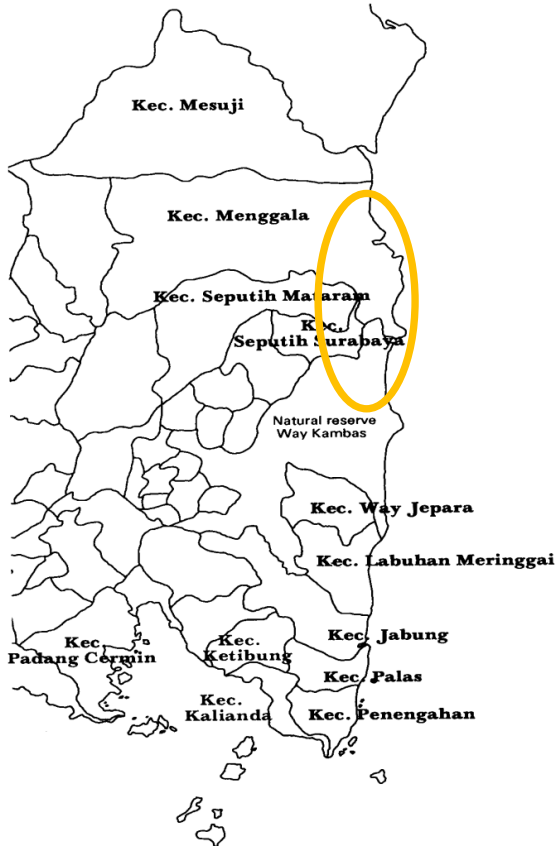 Kec. Mesuji
Kec. Menggala
Kec. Seputih Mataram
Kec.
Seputih Surabaya
Natural reserve
Way Kambas
Kec. Way Jepara
Kec. Labuhan Meringgai
Kec. Jabung
Kec.
Padang Cermin
Kec.
Ketibung
Kec. Palas
Kec.
Kalianda
Kec. Penengahan